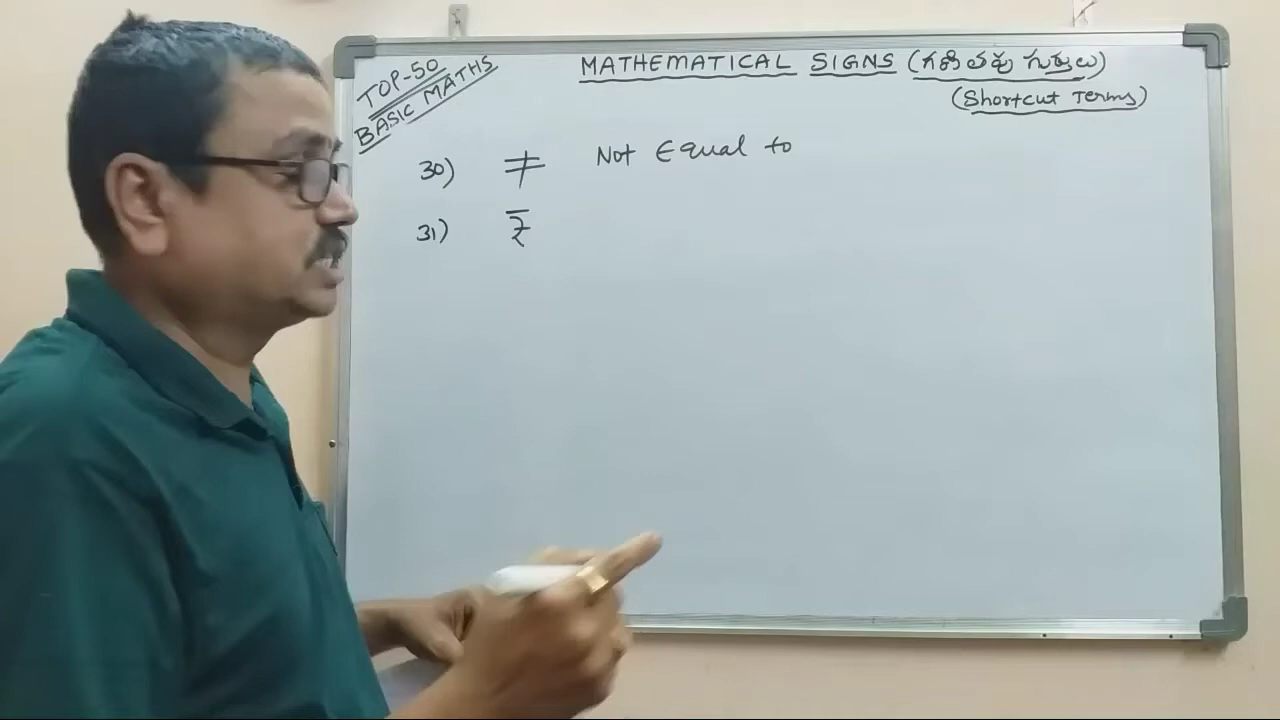 TOP-50
BASIC MATHS
MATHEMATICAL SIGNS (గణితపు గుర్తులు)
(Shortcut Terms)
30) ≠ Not Equal to
31) ₹